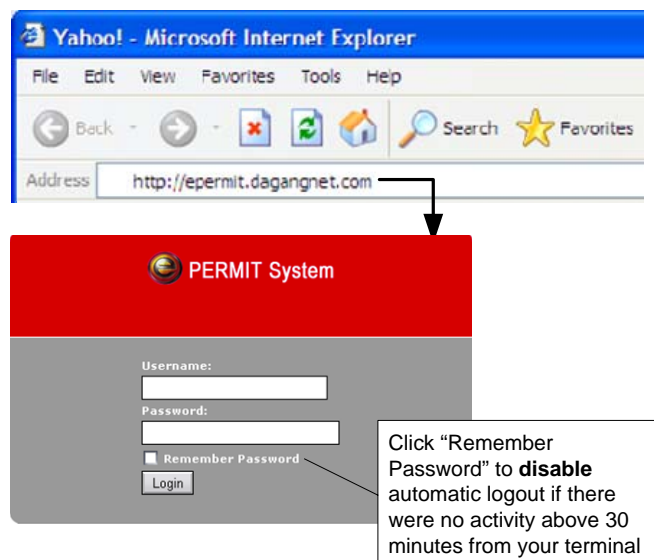 Yahoo! - Microsoft Internet Explorer
File Edit View Favorites Tools Help
Back Search Favorites
Address http://epermit.dagangnet.com
e PERMIT System
Username:
Password:
Remember Password
Login
Click “Remember
Password” to disable
automatic logout if there
were no activity above 30
minutes from your terminal